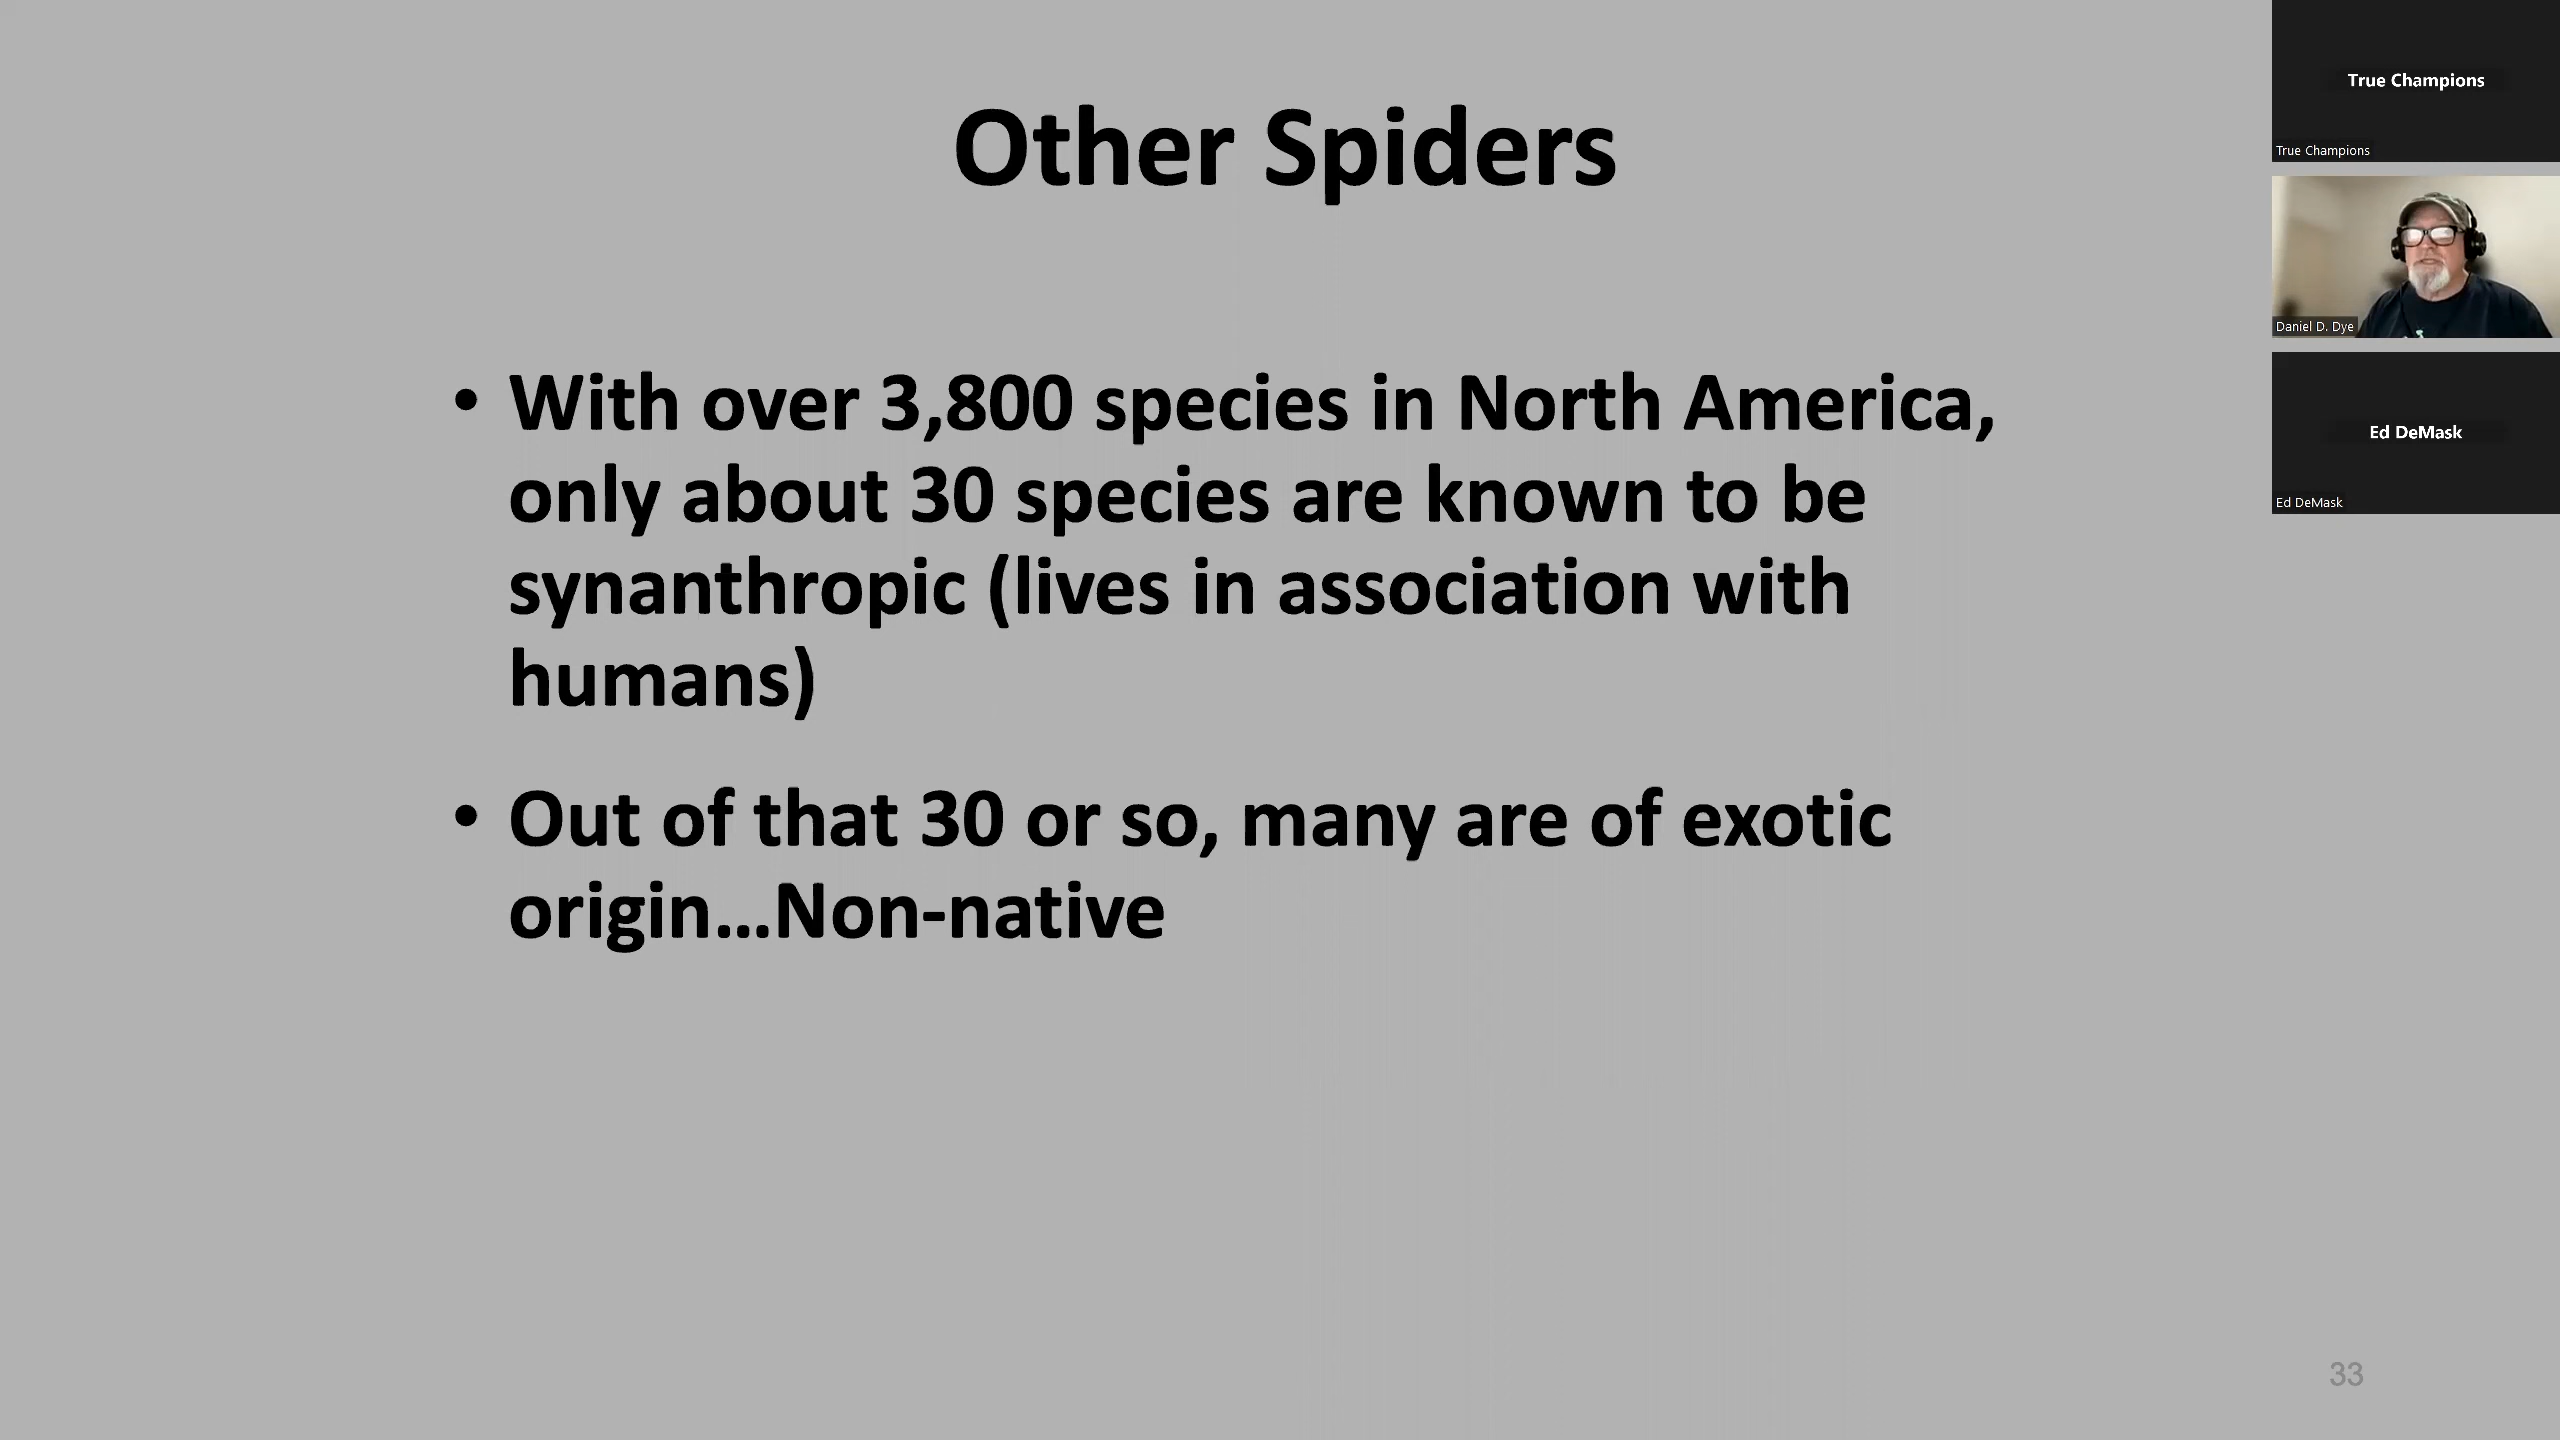 Other Spiders
• With over 3,800 species in North America,
only about 30 species are known to be
synanthropic (lives in association with
humans)
• Out of that 30 or so, many are of exotic
origin...Non-native
33
True Champions
True Champions
Daniel D. Dye
Ed DeMask
Ed DeMask